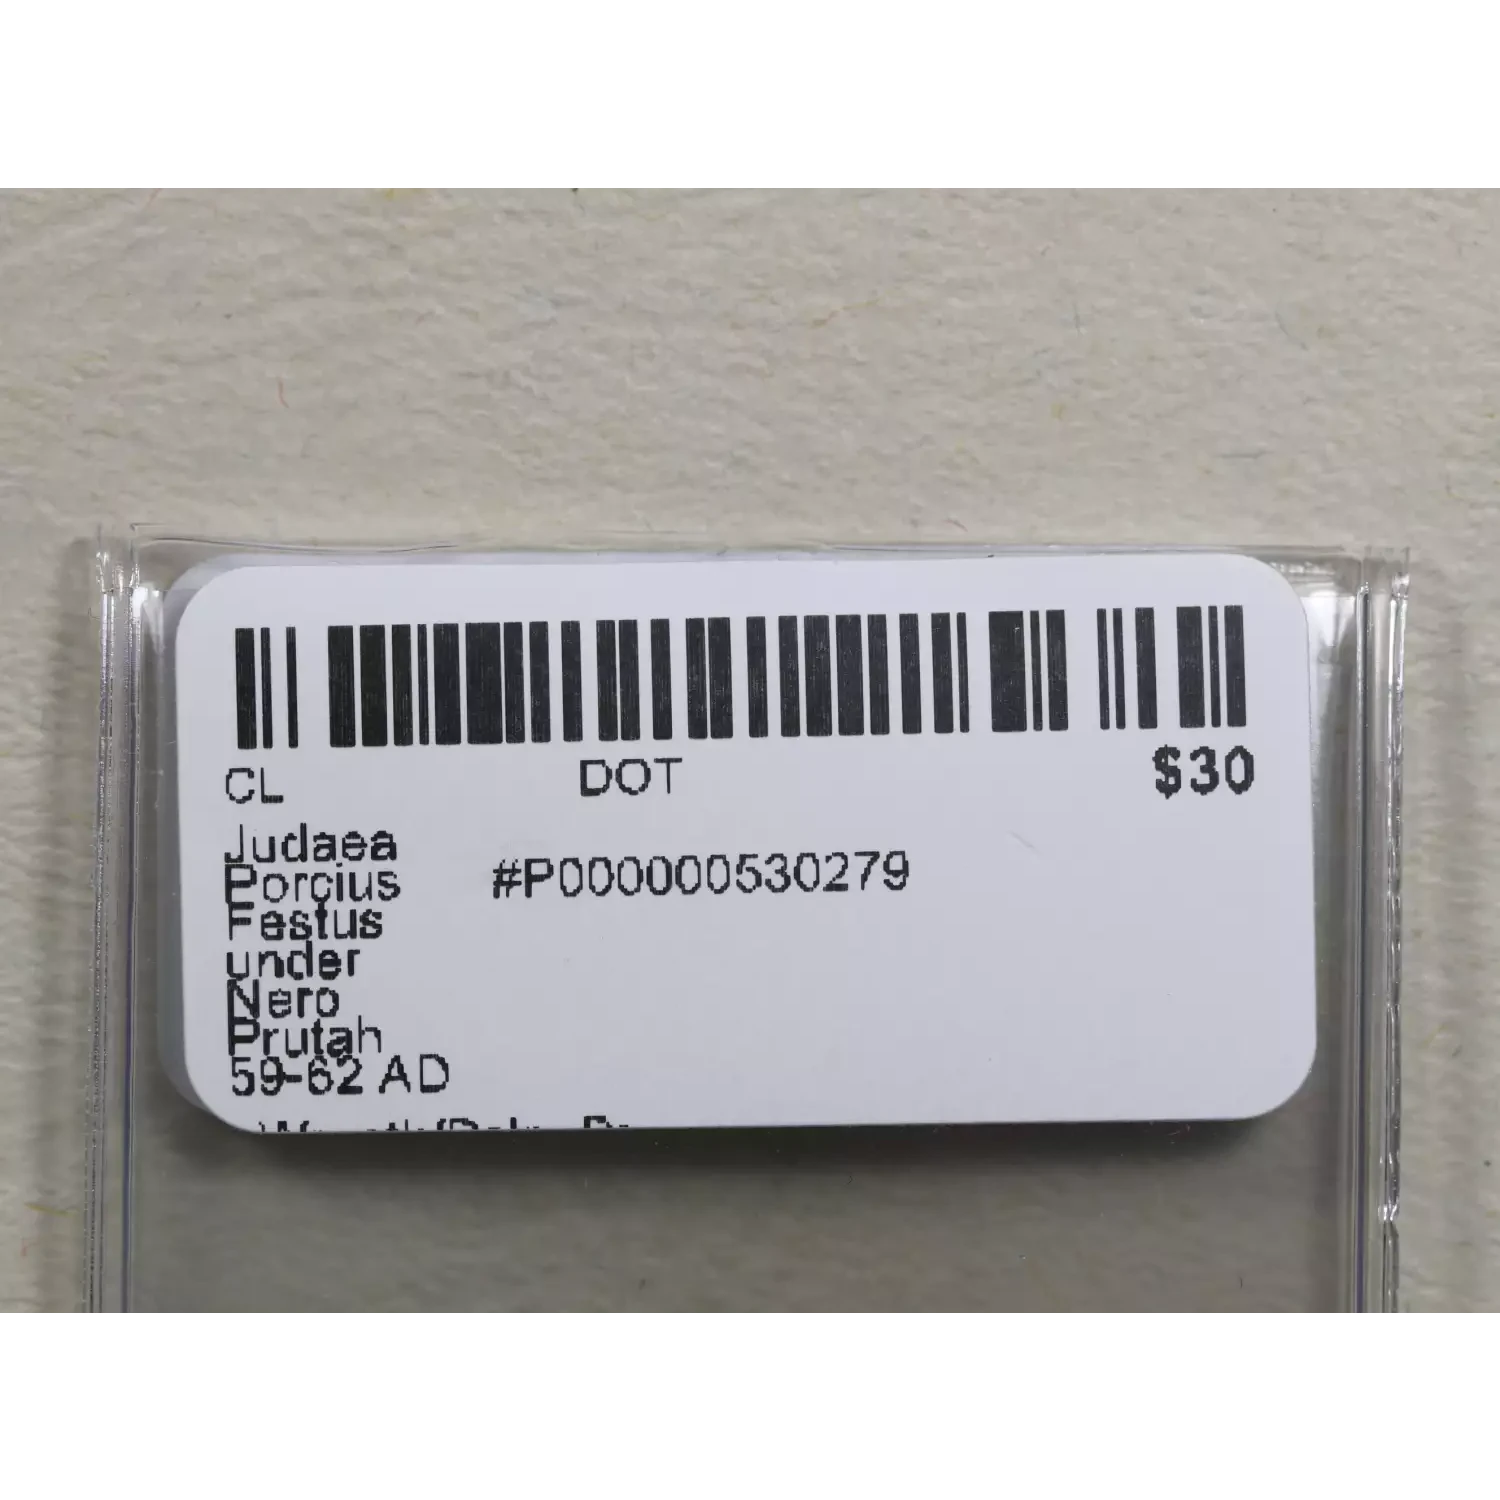 CL DOT $30
Judaea
Porcius
Festus
under
Nero
Prutah
59-62 AD
#P000000530279